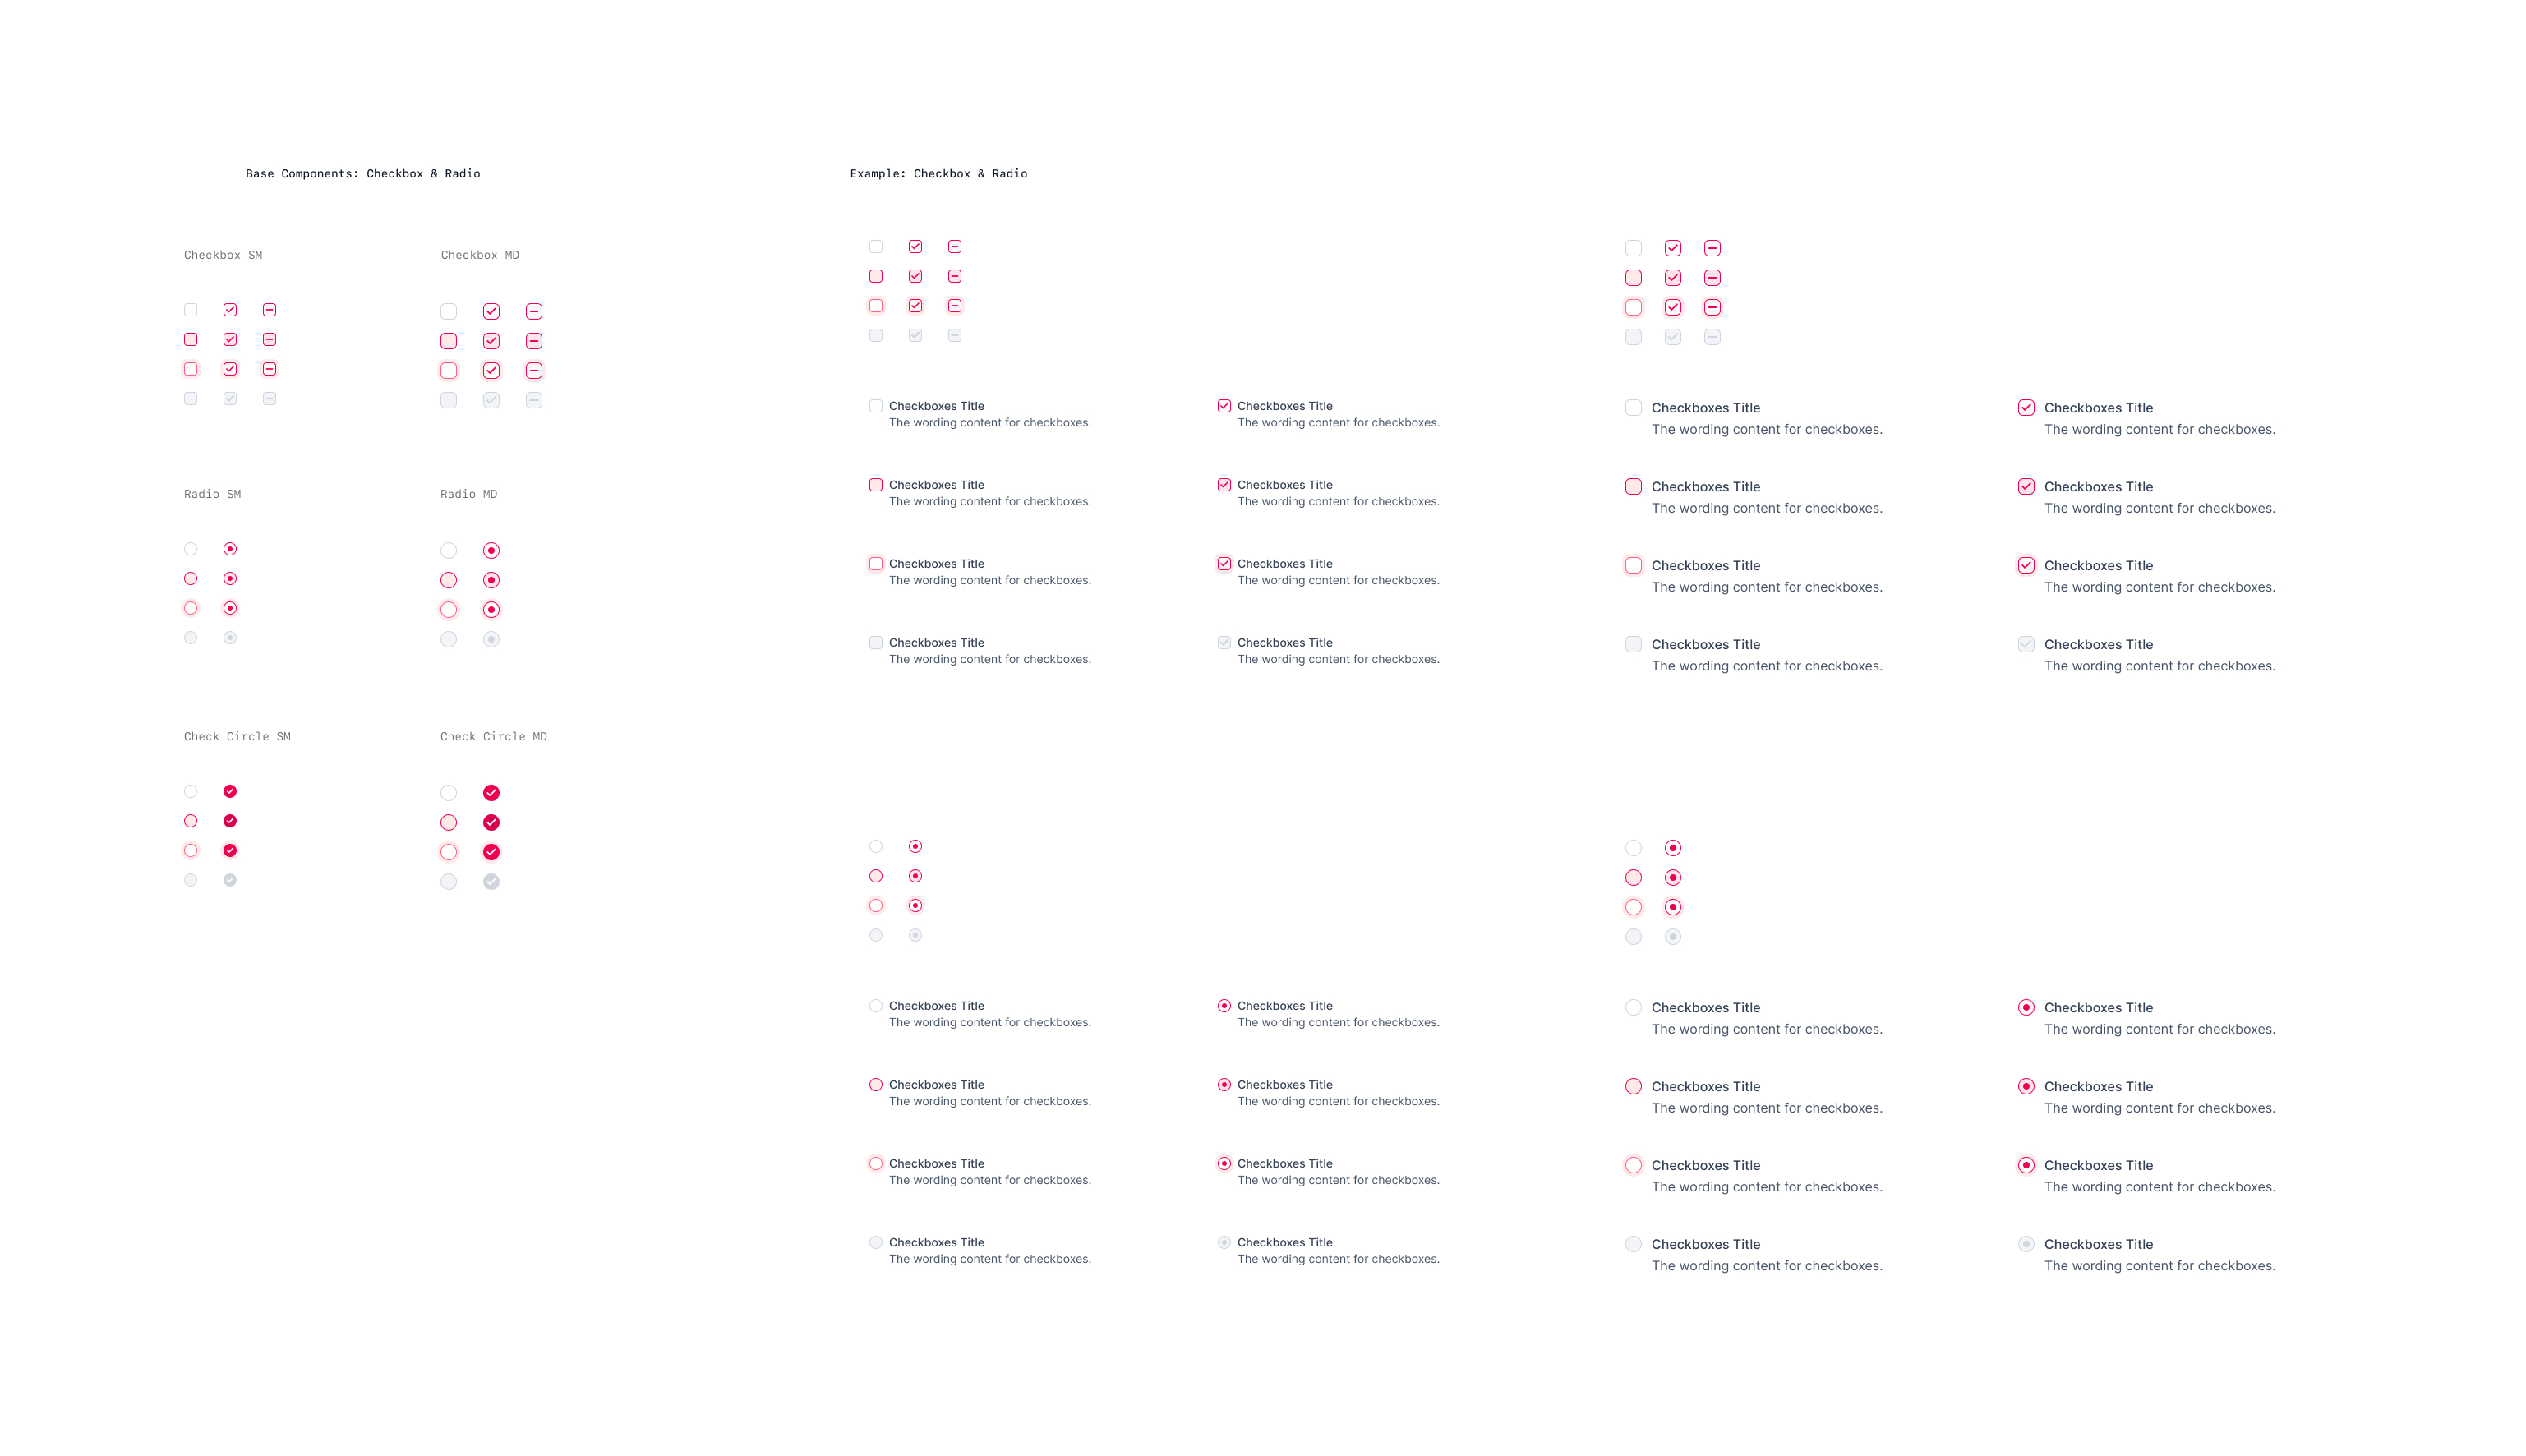 Base Components: Checkbox & Radio
Example: Checkbox & Radio
Checkbox SM
Checkbox MD
Radio SM
Radio MD
Check Circle SM
Check Circle MD
Checkboxes Title
The wording content for checkboxes.
Checkboxes Title
The wording content for checkboxes.
Checkboxes Title
The wording content for checkboxes.
Checkboxes Title
The wording content for checkboxes.
Checkboxes Title
The wording content for checkboxes.
Checkboxes Title
The wording content for checkboxes.
Checkboxes Title
The wording content for checkboxes.
Checkboxes Title
The wording content for checkboxes.
Checkboxes Title
The wording content for checkboxes.
Checkboxes Title
The wording content for checkboxes.
Checkboxes Title
The wording content for checkboxes.
Checkboxes Title
The wording content for checkboxes.
Checkboxes Title
The wording content for checkboxes.
Checkboxes Title
The wording content for checkboxes.
Checkboxes Title
The wording content for checkboxes.
Checkboxes Title
The wording content for checkboxes.
Checkboxes Title
The wording content for checkboxes.
Checkboxes Title
The wording content for checkboxes.
Checkboxes Title
The wording content for checkboxes.
Checkboxes Title
The wording content for checkboxes.
Checkboxes Title
The wording content for checkboxes.
Checkboxes Title
The wording content for checkboxes.
Checkboxes Title
The wording content for checkboxes.
Checkboxes Title
The wording content for checkboxes.
Checkboxes Title
The wording content for checkboxes.
Checkboxes Title
The wording content for checkboxes.
Checkboxes Title
The wording content for checkboxes.
Checkboxes Title
The wording content for checkboxes.
Checkboxes Title
The wording content for checkboxes.
Checkboxes Title
The wording content for checkboxes.
Checkboxes Title
The wording content for checkboxes.
Checkboxes Title
The wording content for checkboxes.